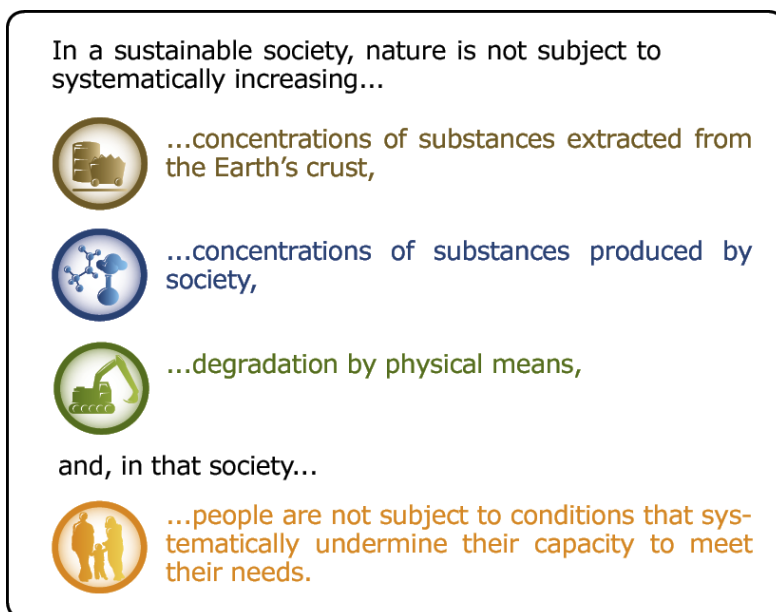 In a sustainable society, nature is not subject to
systematically increasing...
...concentrations of substances extracted from
the Earth’s crust,
...concentrations of substances produced by
society,
...degradation by physical means,
and, in that society...
...people are not subject to conditions that sys-
tematically undermine their capacity to meet
their needs.